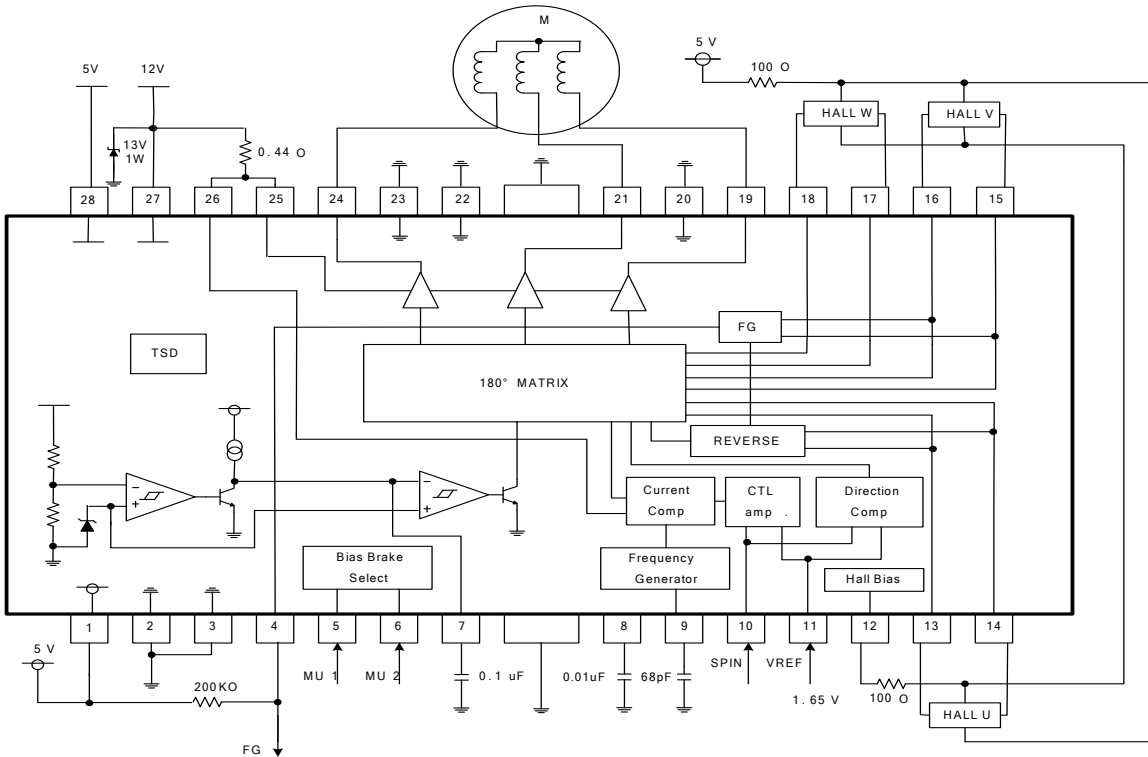 M
5 V
100 O
5V
12V
HALL W
HALL V
13V
1W
0.44 O
28
27
26
25
24
23
22
21
20
19
18
17
16
15
FG
TSD
180° MATRIX
REVERSE
−
+
−
+
Current
Comp
CTL
amp .
Direction
Comp
Bias Brake
Select
Frequency
Generator
Hall Bias
1
2
3
4
5
6
7
8
9
10
11
12
13
14
5 V
MU 1
MU 2
0.1 uF
0.01uF
68pF
SPIN
VREF
200KO
1.65 V
100 O
HALL U
FG